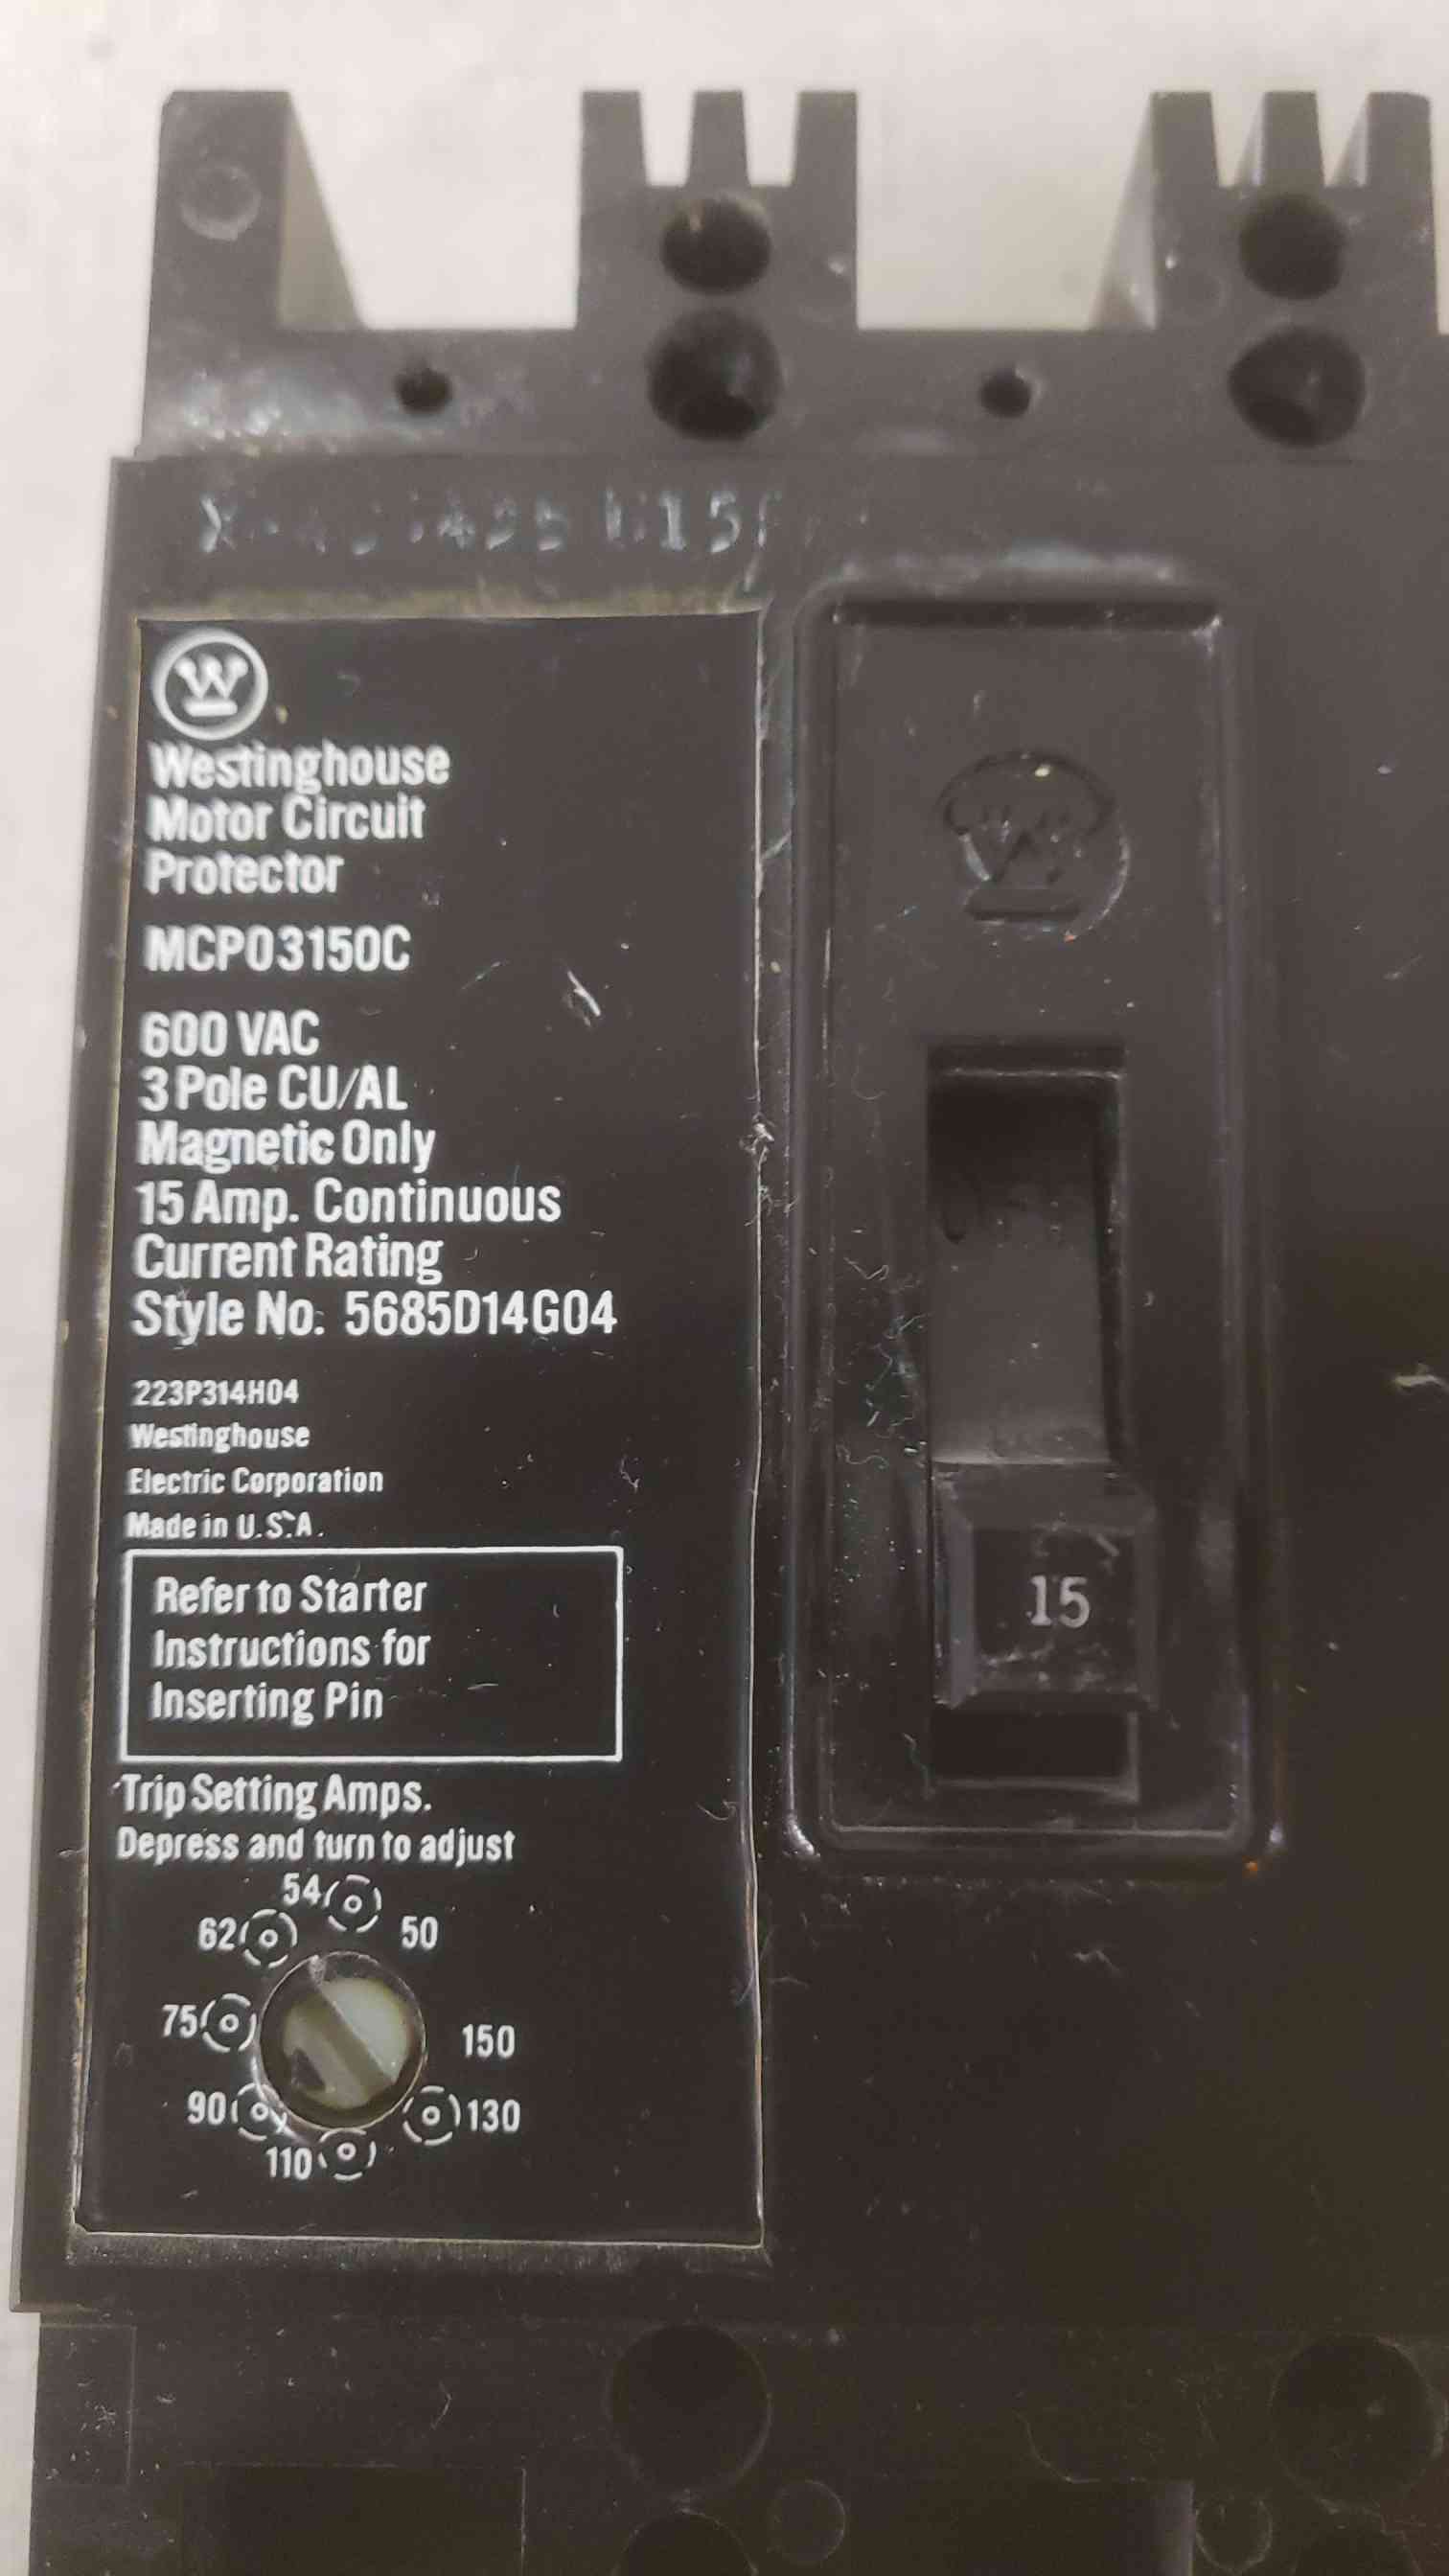 Westinghouse
Motor Circuit
Protector
MCP03150C
600 VAC
3 Pole CU/AL
Magnetic Only
15 Amp. Continuous
Current Rating
Style No. 5685D14G04
223P314H04
Westinghouse
Electric Corporation
Made in U.S.A.
Refer to Starter
Instructions for
Inserting Pin
Trip Setting Amps.
Depress and turn to adjust
54
62 50
75 150
90 130
110
W
15